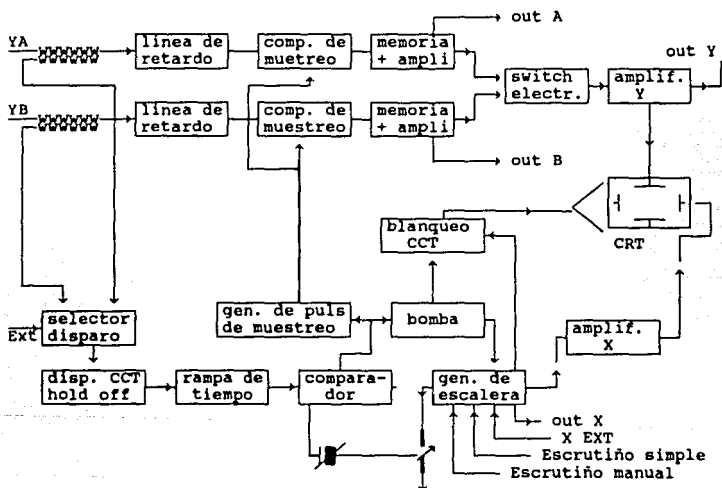 out A
out Y
YA
linea de
retardo
comp. de
muetreo
memoria
+ ampli
switch
electr.
amplif.
Y
YB
linea de
retardo
comp. de
muestreo
memoria
+ ampli
out B
blanqueo
CCT
CRT
Ext
selector
disparo
gen. de puls
de muestreo
bomba
amplif.
X
disp. CCT
hold off
rampa de
tiempo
compara-
dor
gen. de
escalera
out X
X EXT
Escrutiño simple
Escrutiño manual